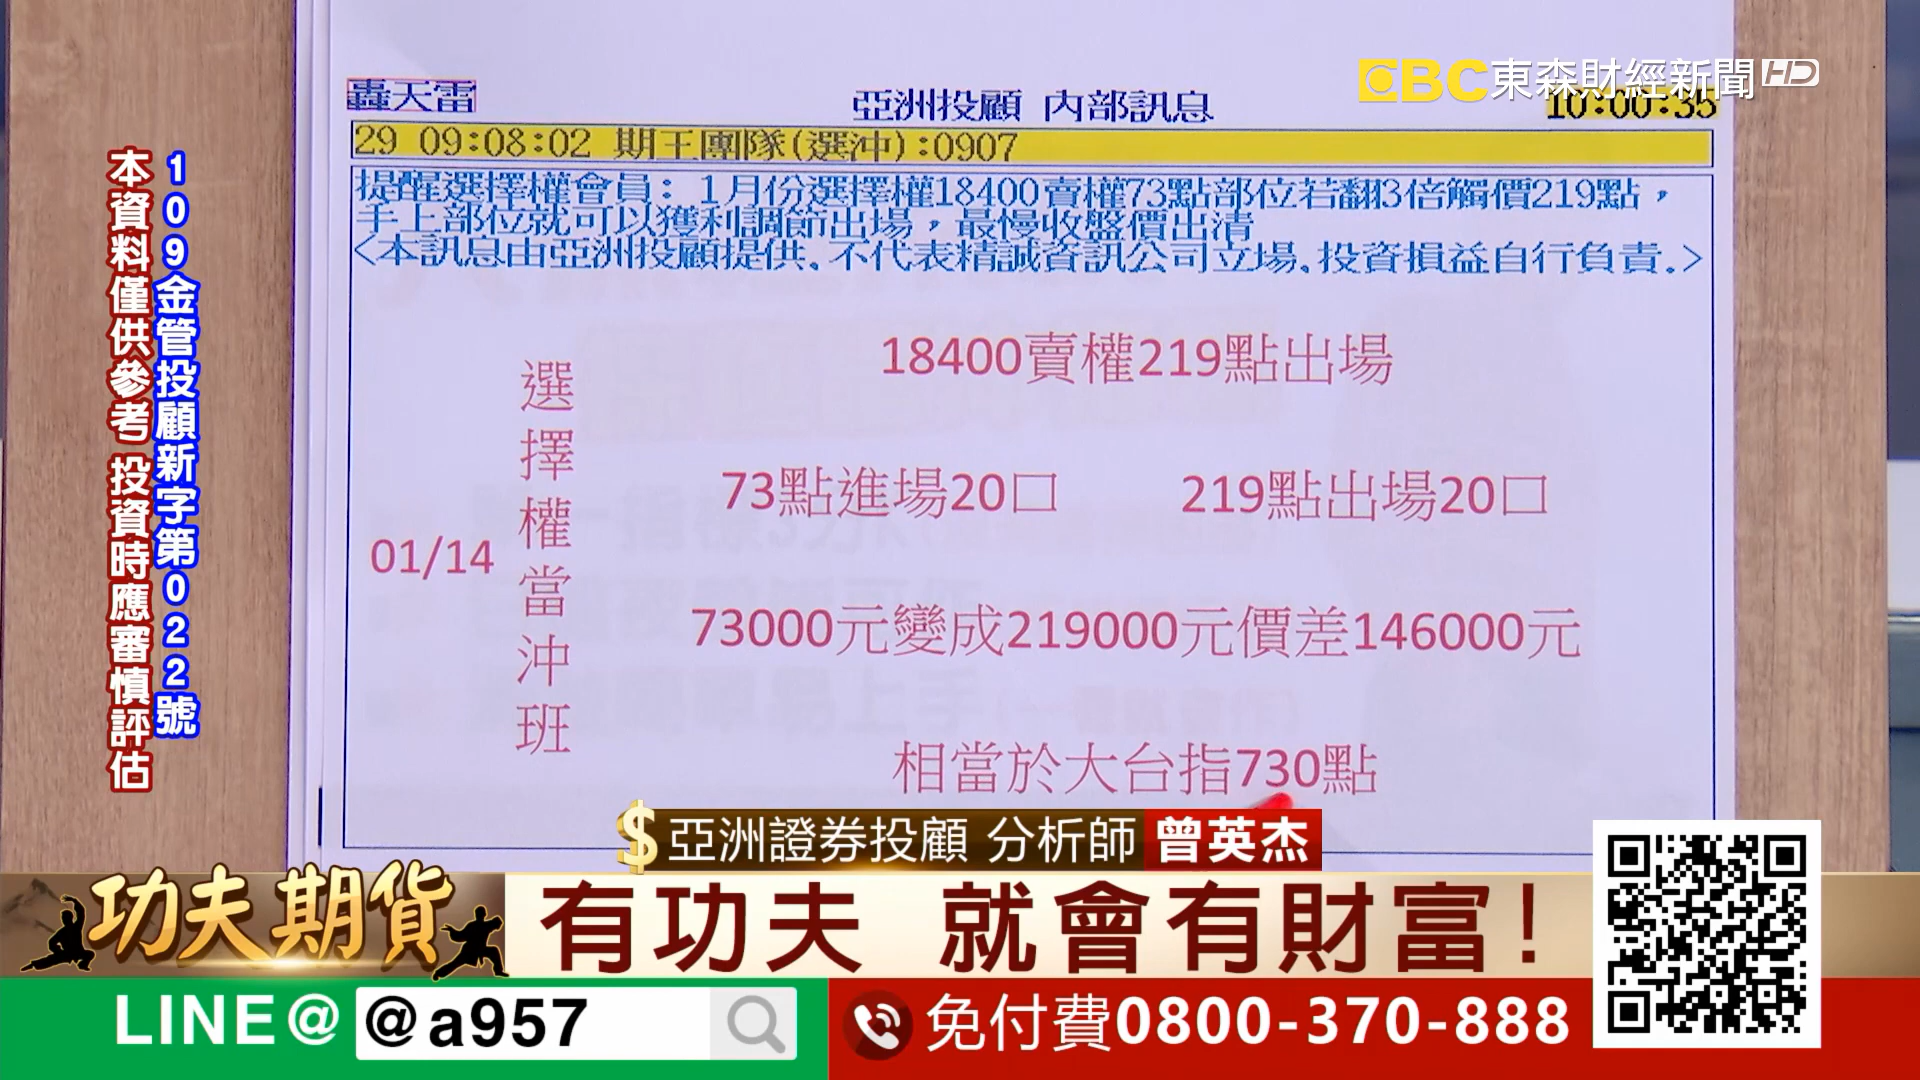 EBC東森財經新聞HD
轟天雷
亞洲投顧 內部訊息
10:00:35
29 09:08:02 期王團隊(選沖):0907
提醒選擇權會員: 1月份選擇權18400賣權73點部位若翻3倍觸價219點,
手上部位就可以獲利調節出場,最慢收盤價出清
<本訊息由亞洲投顧提供.不代表精誠資訊公司立場.投資損益自行負責.>
109金管投顧新字第022號
本資料僅供參考 投資時應審慎評估
01/14
選擇權當沖班
18400賣權219點出場
73點進場20口
219點出場20口
73000元變成219000元價差146000元
相當於大台指730點
$亞洲證券投顧 分析師 曾英杰
功夫期貨
有功夫 就會有財富!
LINE@ @a957
免付費0800-370-888